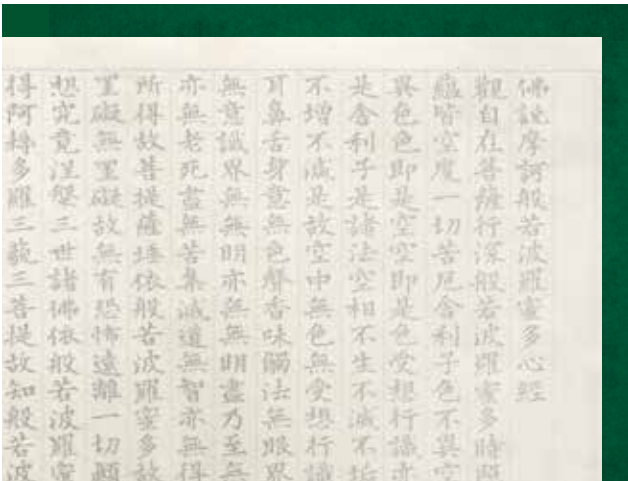 佛說摩訶般若波羅蜜多心經
觀自在菩薩行深般若波羅蜜多時照
蘊皆空度一切苦厄舍利子色不異空
異色色即是空空即是色受想行識亦
是舍利子是諸法空相不生不滅不垢
不增不減是故空中無色無受想行識
耳鼻舌身意無色聲香味觸法無眼界
無意識界無無明亦無無明盡乃至無
亦無老死盡無苦集滅道無智亦無得
所得故菩提薩埵依般若波羅蜜多故
罣礙無罣礙故無有恐怖遠離一切顛
想究竟涅槃三世諸佛依般若波羅蜜
得阿耨多羅三藐三菩提故知般若波